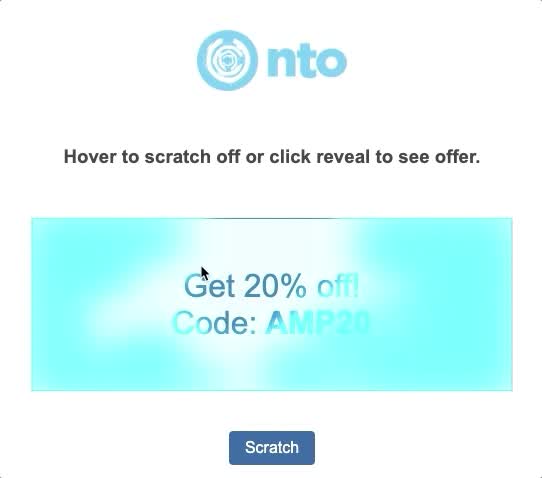 nto
Hover to scratch off or click reveal to see offer.
Get 20% off!
Code: AMP20
Scratch